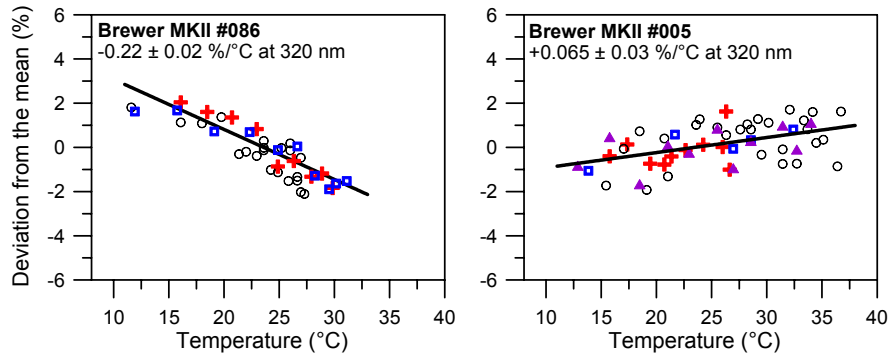 Deviation from the mean (%)
6
4
2
0
-2
-4
-6
Brewer MKII #086
-0.22 ± 0.02 %/°C at 320 nm
10 15 20 25 30 35 40
Temperature (°C)
6
4
2
0
-2
-4
-6
Brewer MKII #005
+0.065 ± 0.03 %/°C at 320 nm
10 15 20 25 30 35 40
Temperature (°C)